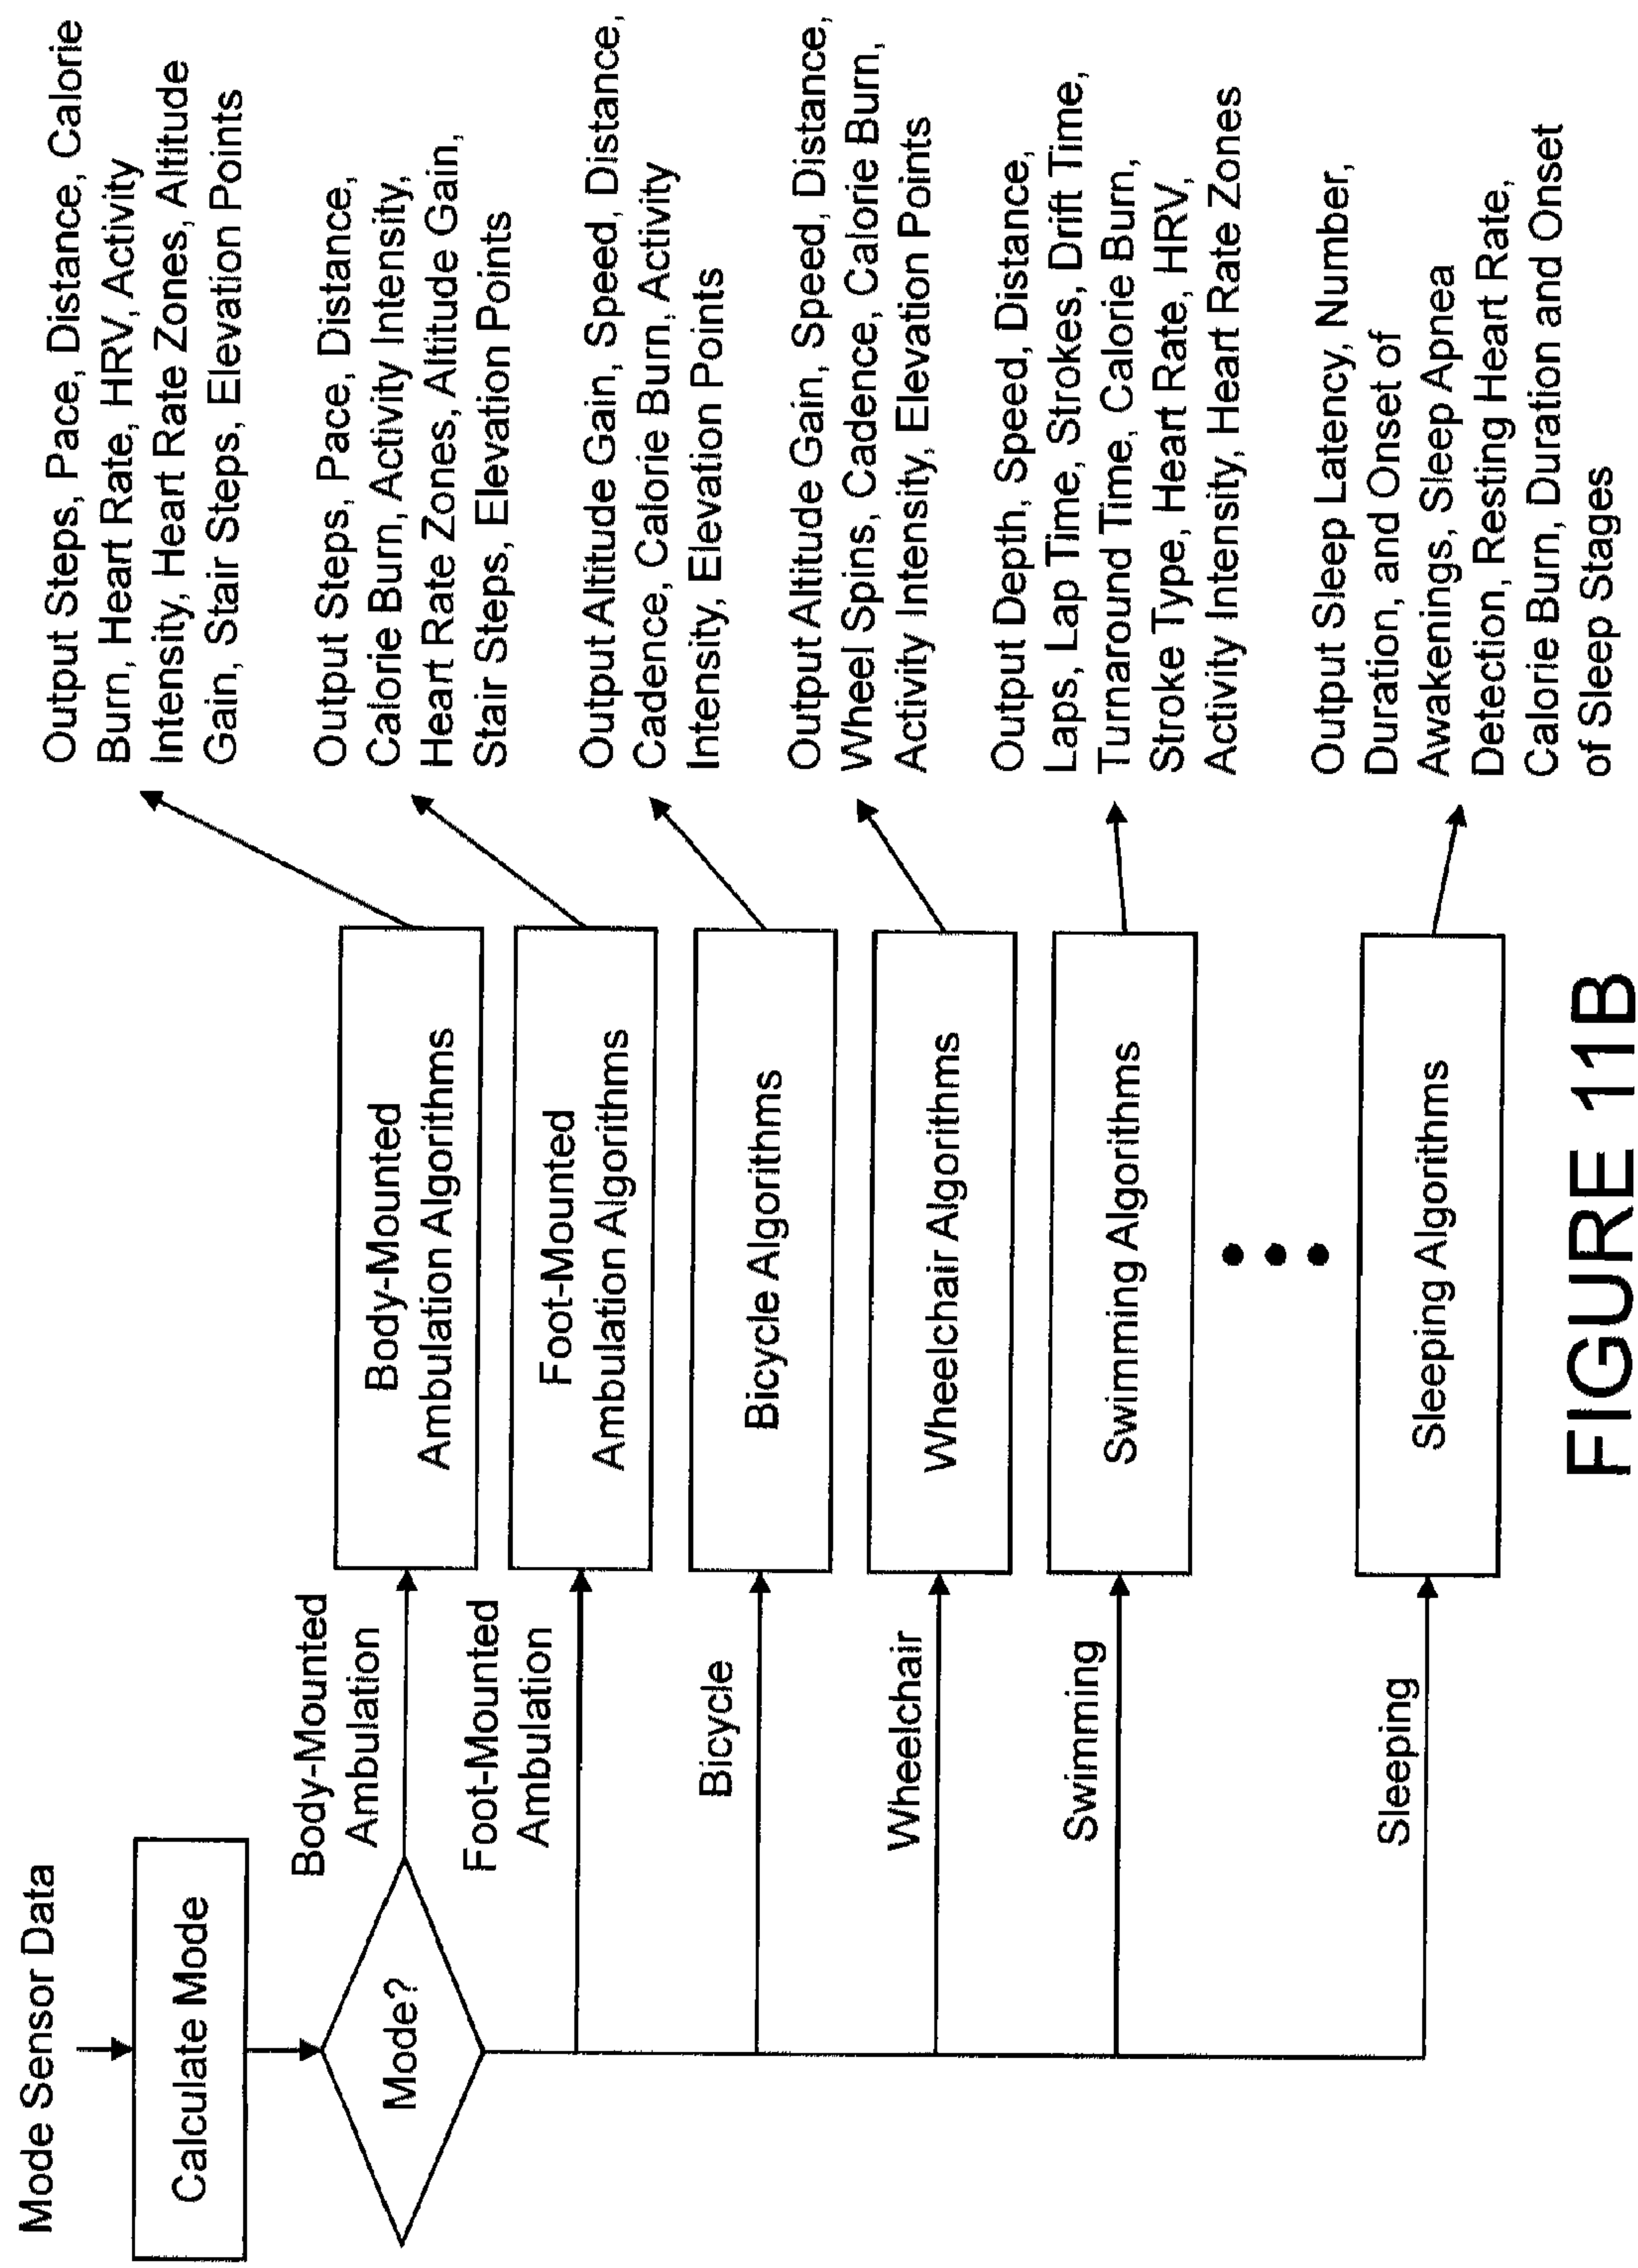 Mode Sensor Data
Calculate Mode
Mode?
Body-Mounted
Ambulation
Body-Mounted
Ambulation Algorithms
Output Steps, Pace, Distance, Calorie
Burn, Heart Rate, HRV, Activity
Intensity, Heart Rate Zones, Altitude
Gain, Stair Steps, Elevation Points
Foot-Mounted
Ambulation
Foot-Mounted
Ambulation Algorithms
Output Steps, Pace, Distance,
Calorie Burn, Activity Intensity,
Heart Rate Zones, Altitude Gain,
Stair Steps, Elevation Points
Bicycle
Bicycle Algorithms
Output Altitude Gain, Speed, Distance,
Cadence, Calorie Burn, Activity
Intensity, Elevation Points
Wheelchair
Wheelchair Algorithms
Output Altitude Gain, Speed, Distance,
Wheel Spins, Cadence, Calorie Burn,
Activity Intensity, Elevation Points
Swimming
Swimming Algorithms
Output Depth, Speed, Distance,
Laps, Lap Time, Strokes, Drift Time,
Turnaround Time, Calorie Burn,
Stroke Type, Heart Rate, HRV,
Activity Intensity, Heart Rate Zones
Sleeping
Sleeping Algorithms
Output Sleep Latency, Number,
Duration, and Onset of
Awakenings, Sleep Apnea
Detection, Resting Heart Rate,
Calorie Burn, Duration and Onset
of Sleep Stages
FIGURE 11B